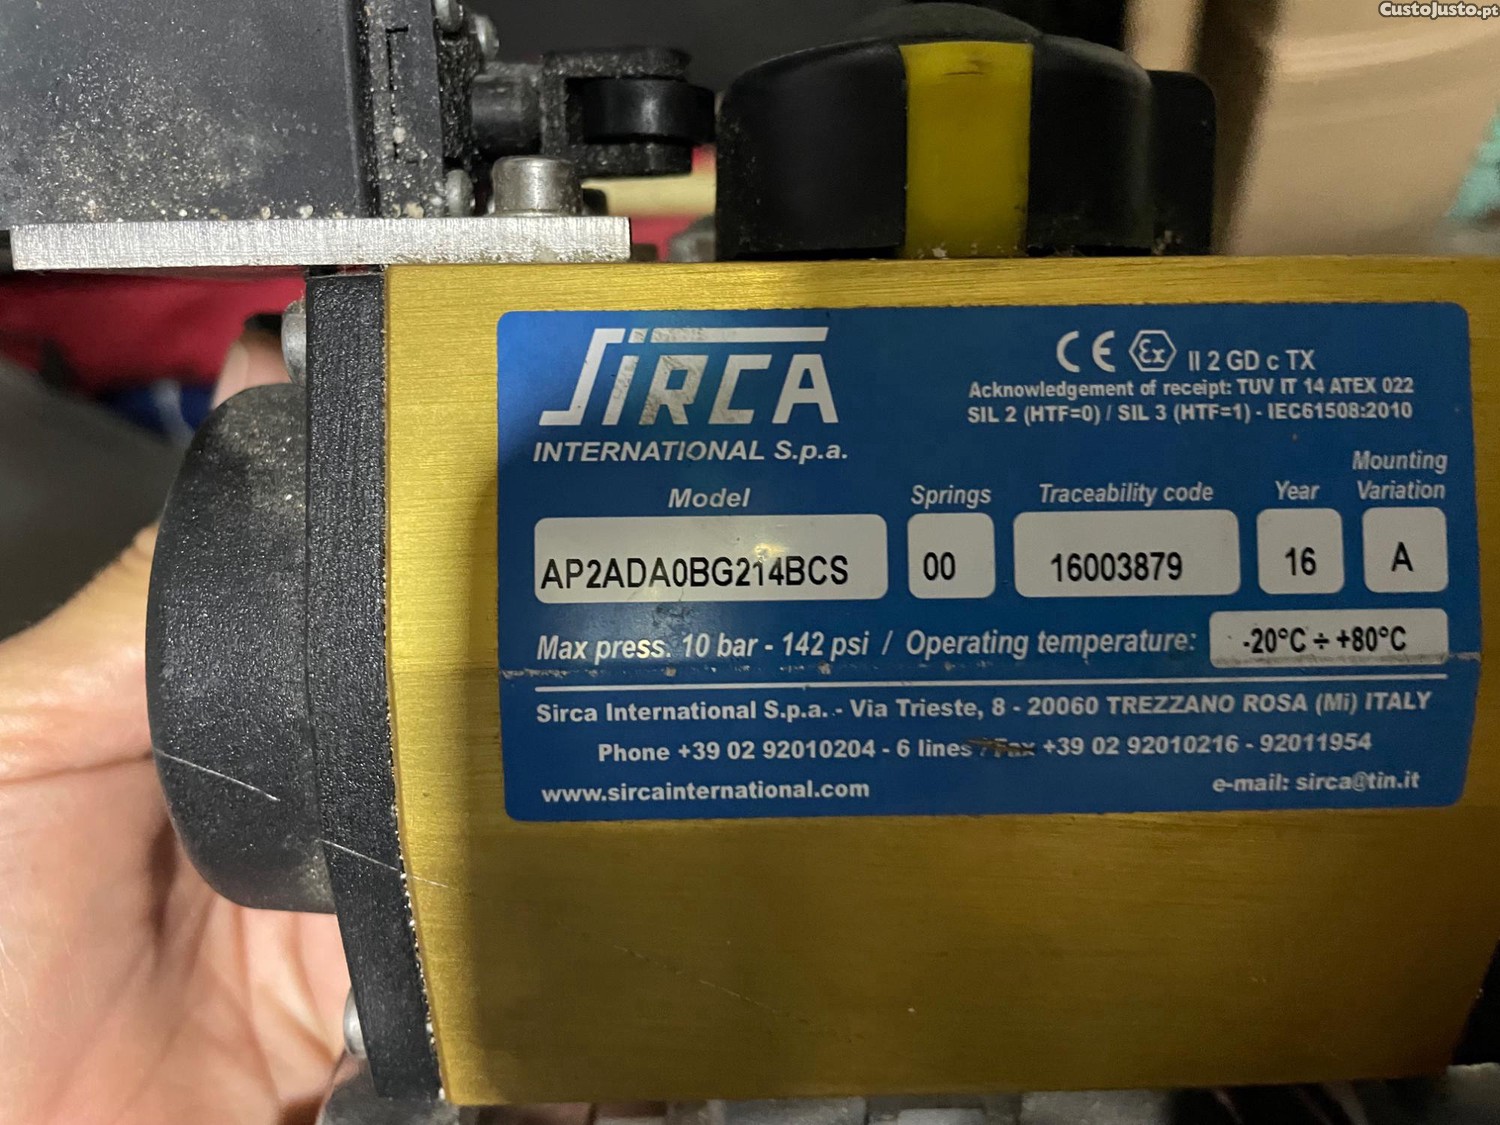 CustoJusto.pt
SIRCA
INTERNATIONAL S.p.a.
CE Ex II 2 GD c TX
Acknowledgement of receipt: TUV IT 14 ATEX 022
SIL 2 (HTF=0) / SIL 3 (HTF=1) - IEC61508:2010
Model Springs Traceability code Year Mounting Variation
AP2ADA0BG214BCS 00 16003879 16 A
Max press. 10 bar - 142 psi / Operating temperature: -20°C ÷ +80°C
Sirca International S.p.a. - Via Trieste, 8 - 20060 TREZZANO ROSA (Mi) ITALY
Phone +39 02 92010204 - 6 lines / Fax +39 02 92010216 - 92011954
www.sircainternational.com e-mail: sirca@tin.it